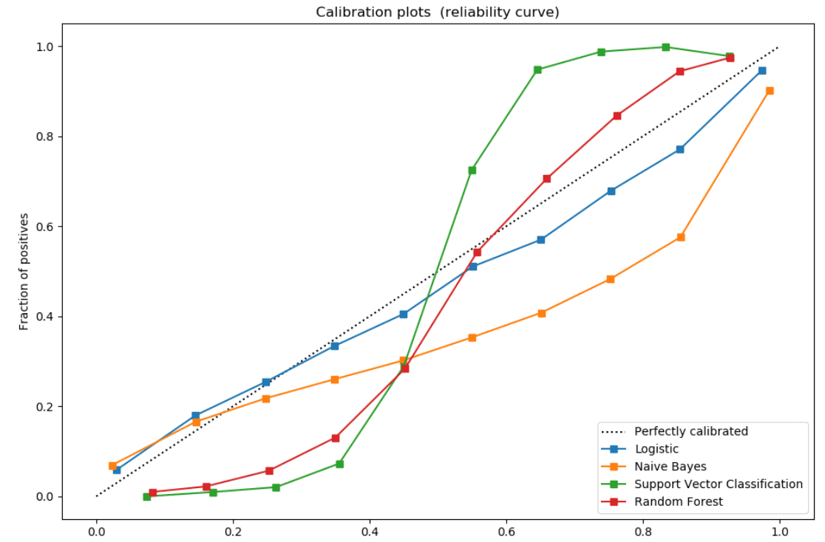 Calibration plots (reliability curve)
1.0
0.8
0.6
0.4
0.2
0.0
Fraction of positives
Perfectly calibrated
Logistic
Naive Bayes
Support Vector Classification
Random Forest
0.0 0.2 0.4 0.6 0.8 1.0